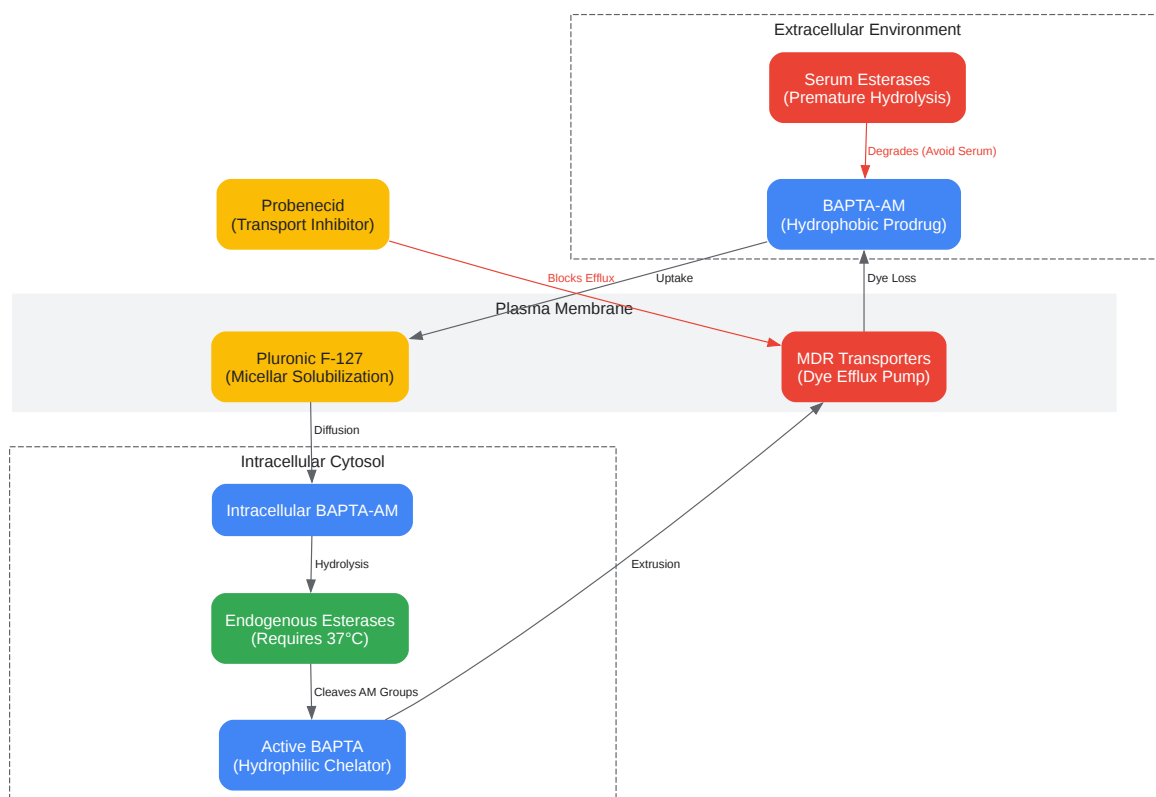 Extracellular Environment
Serum Esterases
(Premature Hydrolysis)
Degrades (Avoid Serum)
Probenecid
(Transport Inhibitor)
BAPTA-AM
(Hydrophobic Prodrug)
Blocks Efflux
Uptake
Dye Loss
Plasma Membrane
Pluronic F-127
(Micellar Solubilization)
MDR Transporters
(Dye Efflux Pump)
Diffusion
Intracellular Cytosol
Intracellular BAPTA-AM
Hydrolysis
Extrusion
Endogenous Esterases
(Requires 37°C)
Cleaves AM Groups
Active BAPTA
(Hydrophilic Chelator)